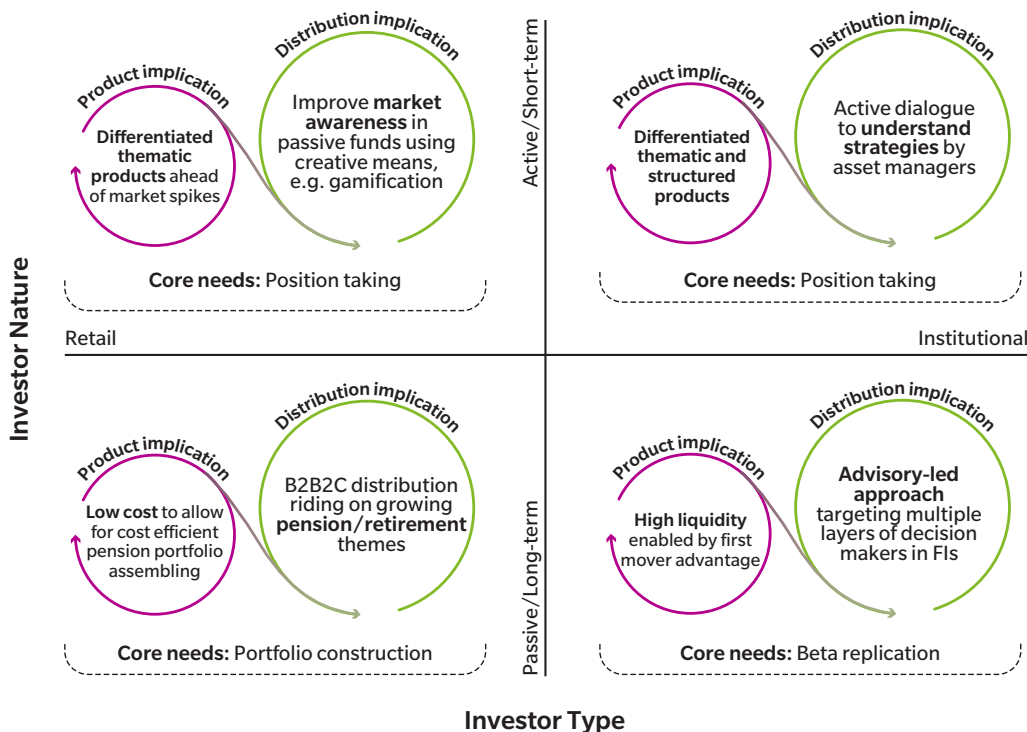 Product implication
Differentiated
thematic
products ahead
of market spikes
Distribution implication
Improve market
awareness in
passive funds using
creative means,
e.g. gamification
Core needs: Position taking
Active/Short-term
Product implication
Differentiated
thematic and
structured
products
Distribution implication
Active dialogue
to understand
strategies by
asset managers
Core needs: Position taking
Investor Nature
Retail
Institutional
Product implication
Low cost to allow
for cost efficient
pension portfolio
assembling
Distribution implication
B2B2C distribution
riding on growing
pension/retirement
themes
Core needs: Portfolio construction
Passive/Long-term
Product implication
High liquidity
enabled by first
mover advantage
Distribution implication
Advisory-led
approach
targeting multiple
layers of decision
makers in FIs
Core needs: Beta replication
Investor Type